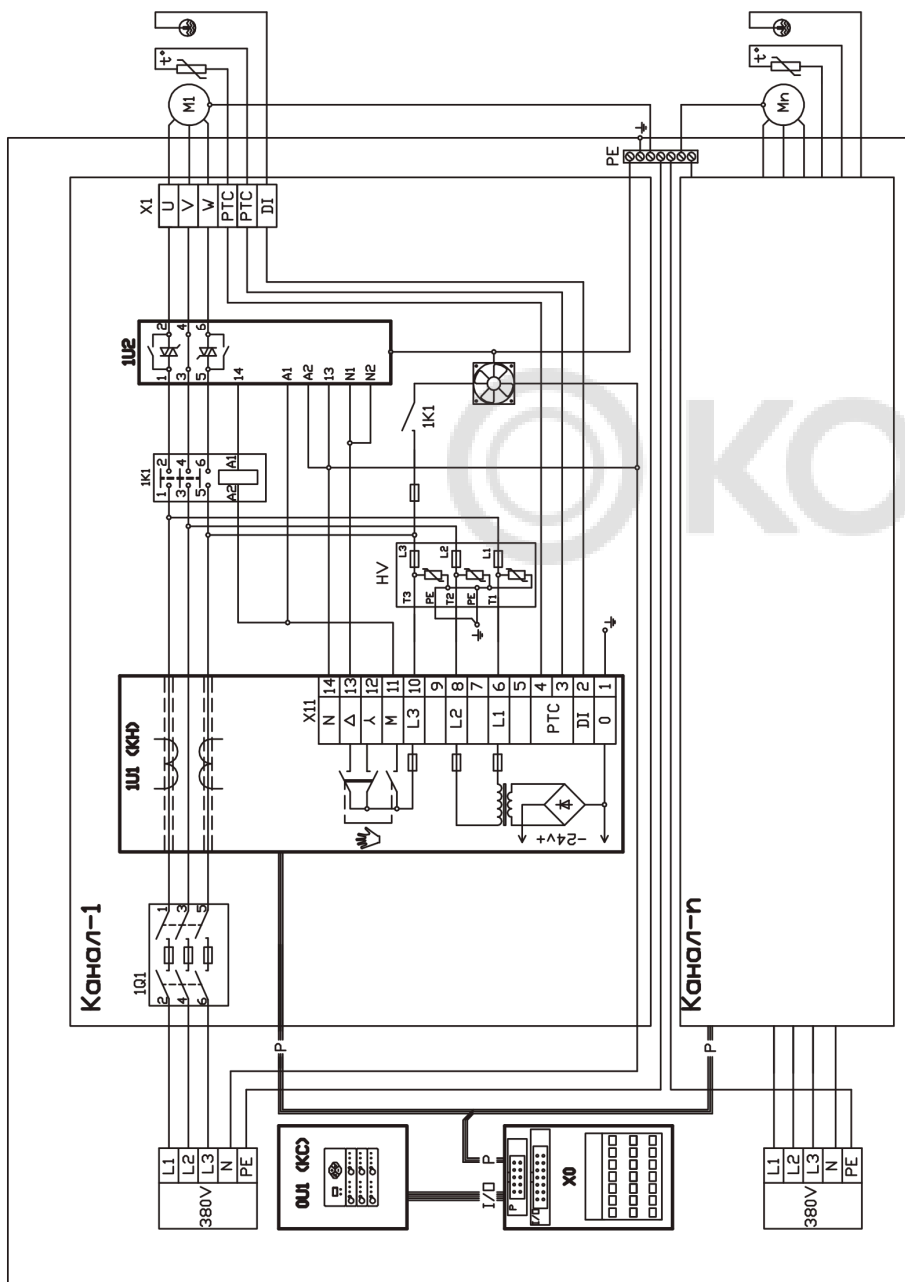 Канал-1
380V
L1
L2
L3
N
PE
1Q1
2
4
6
1
3
5
1U1 (KH)
-24v+
X11
N 14
Δ 13
Y 12
M 11
L3 10
9
L2 8
7
L1 6
5
4
PTC 3
DI 2
0 1
1K1
1
3
5
2
4
6
A2
A1
HV
T3
L3
PE
T2
L2
PE
T1
L1
1K1
1U2
1
3
5
2
4
6
14
A1
A2
13
N1
N2
X1
U
V
W
PTC
PTC
DI
M1
t°
PE
P
0U1 (KC)
I/O
P
P
I/O
X0
Канал-n
P
380V
L1
L2
L3
N
PE
Mn
t°
КО